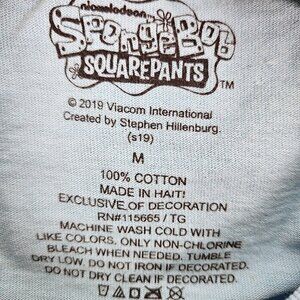 nickelodeon
SpongeBob
SQUAREPANTS
TM
© 2019 Viacom International
Created by Stephen Hillenburg.
(s19)
M
100% COTTON
MADE IN HAITI
EXCLUSIVE OF DECORATION
RN#115665 / TG
MACHINE WASH COLD WITH
LIKE COLORS. ONLY NON-CHLORINE
BLEACH WHEN NEEDED. TUMBLE
DRY LOW. DO NOT IRON IF DECORATED.
DO NOT DRY CLEAN IF DECORATED.